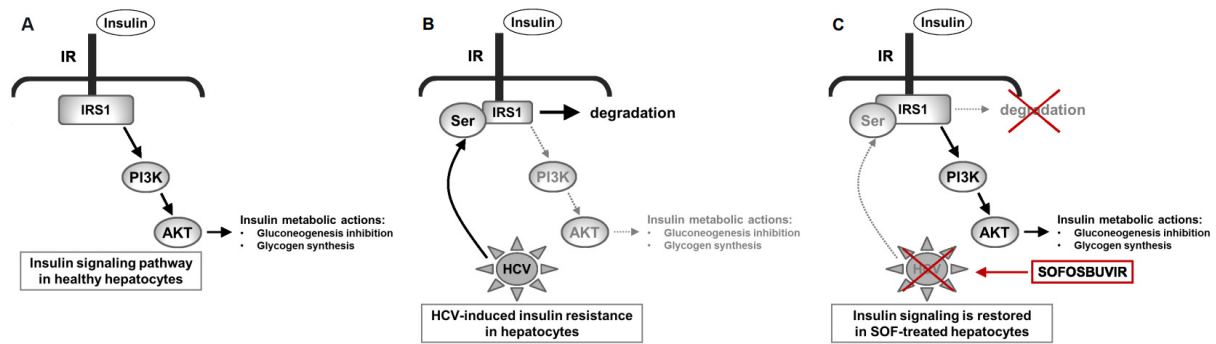 A
Insulin
IR
IRS1
PI3K
AKT
Insulin metabolic actions:
• Gluconeogenesis inhibition
• Glycogen synthesis
Insulin signaling pathway
in healthy hepatocytes
B
Insulin
IR
Ser
IRS1
degradation
PI3K
AKT
Insulin metabolic actions:
• Gluconeogenesis inhibition
• Glycogen synthesis
HCV
HCV-induced insulin resistance
in hepatocytes
C
Insulin
IR
Ser
IRS1
degradation
PI3K
AKT
Insulin metabolic actions:
• Gluconeogenesis inhibition
• Glycogen synthesis
HCV
SOFOSBUVIR
Insulin signaling is restored
in SOF-treated hepatocytes